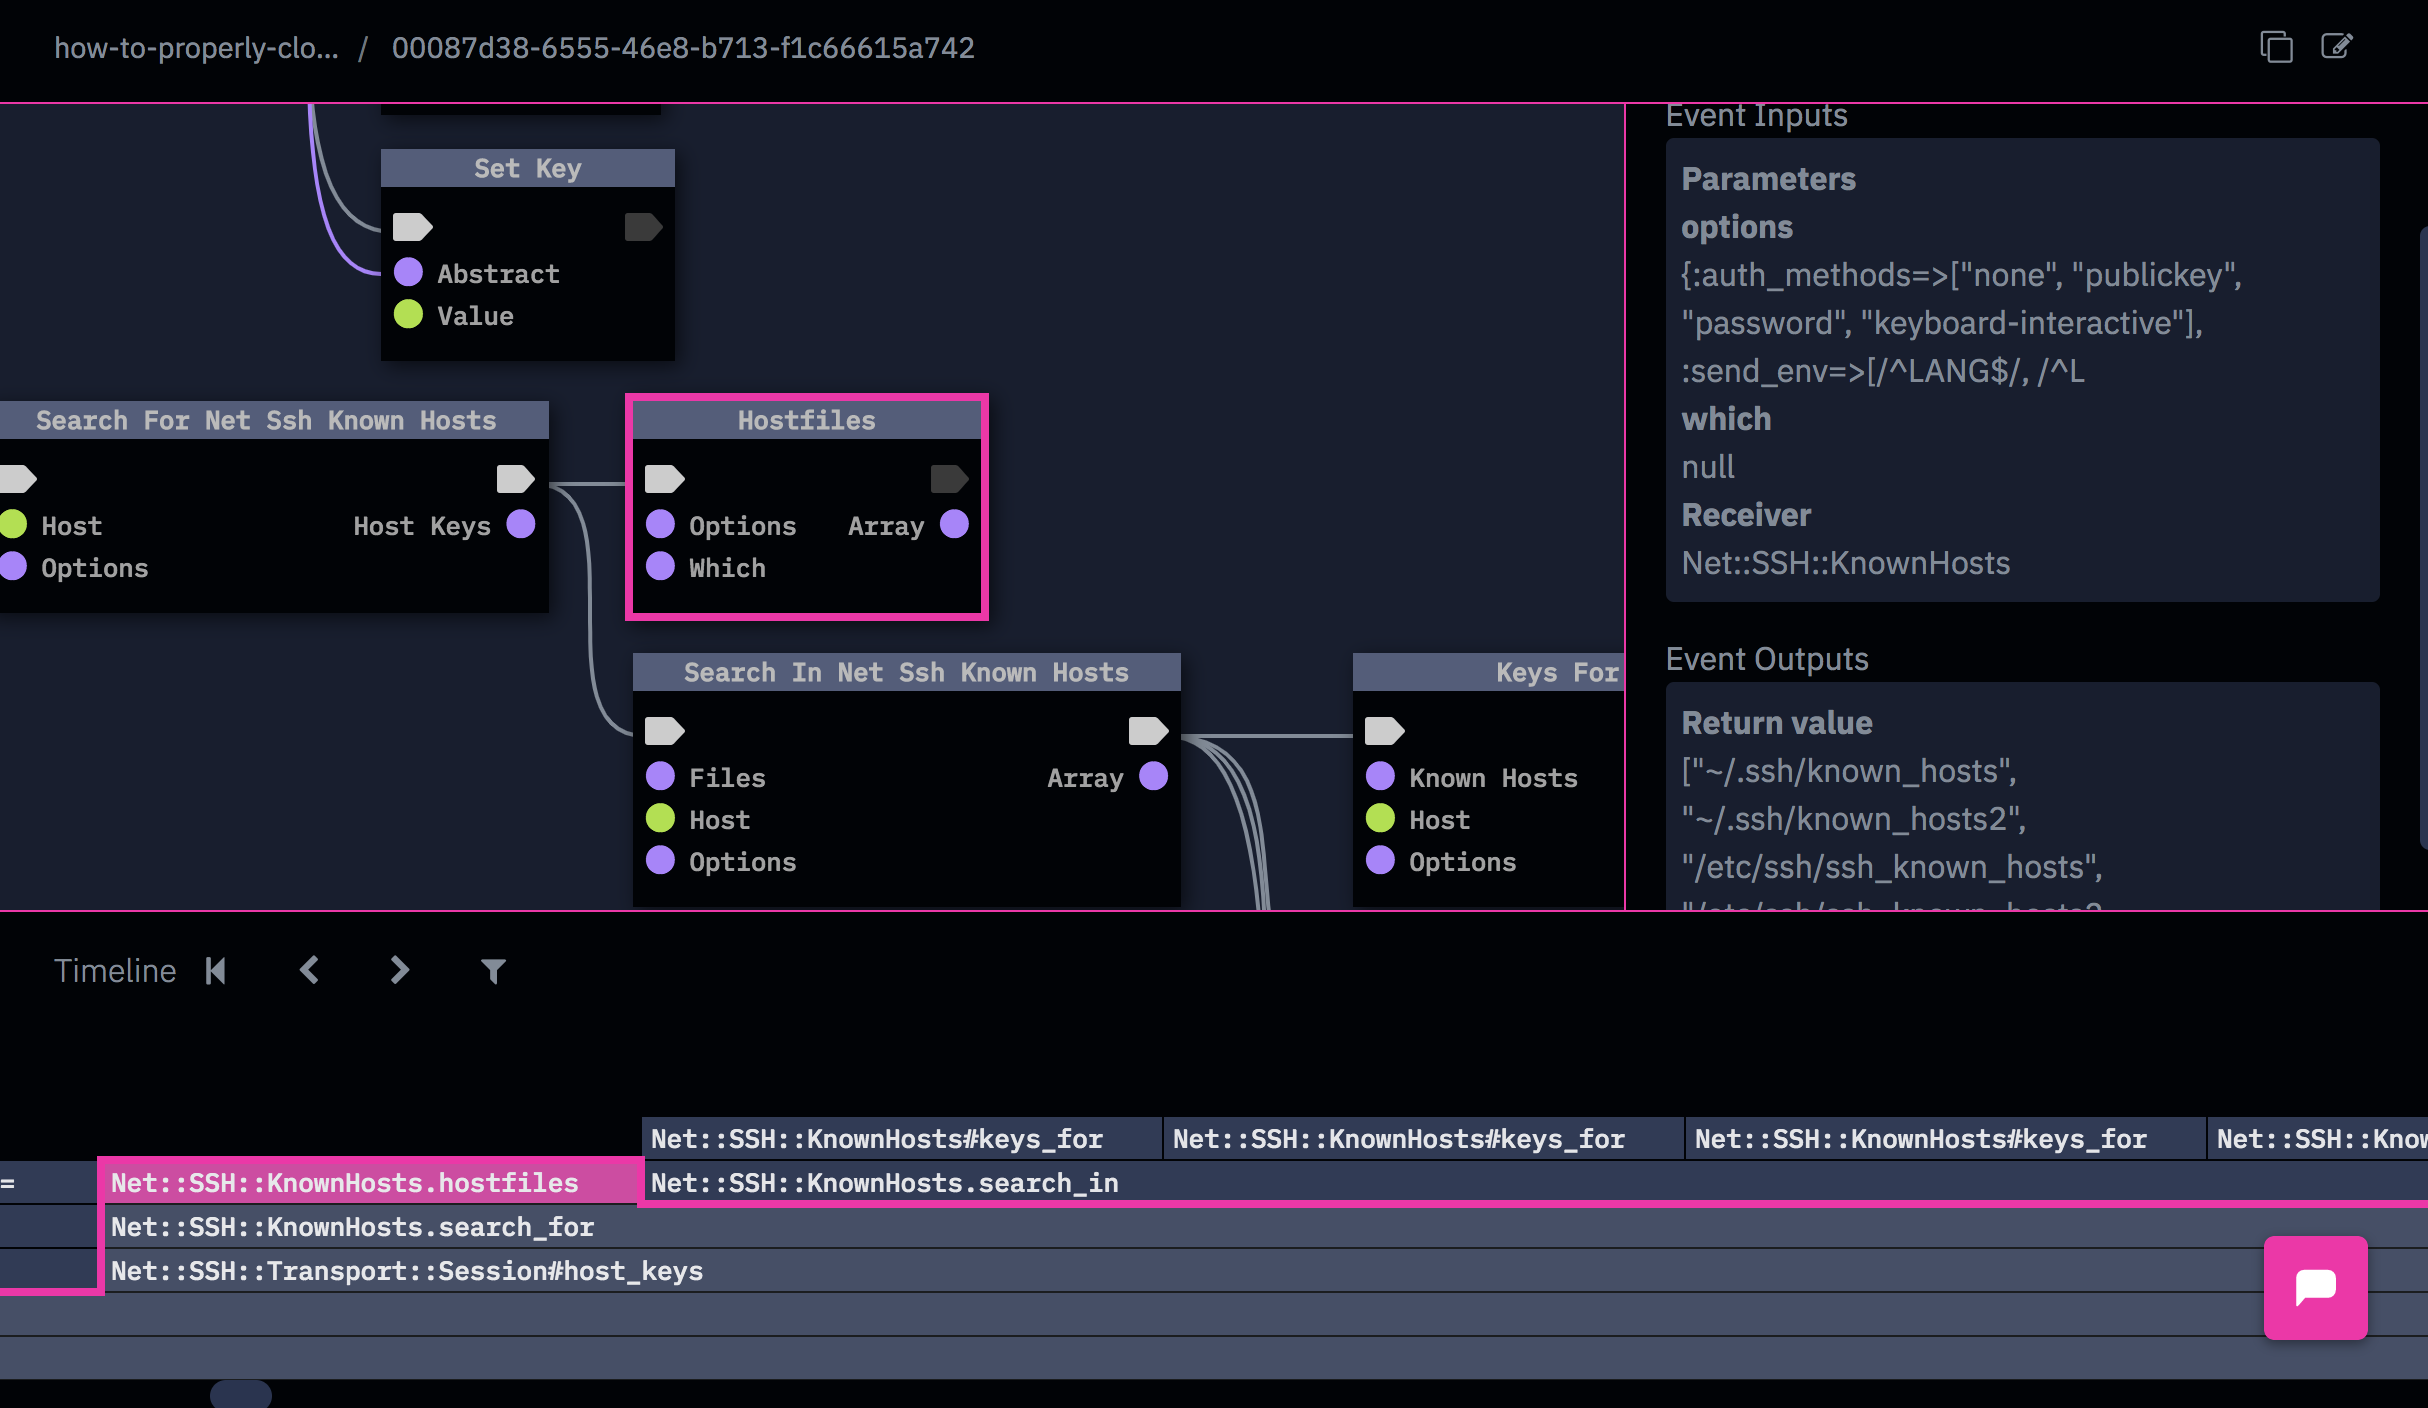 how-to-properly-clo... / 00087d38-6555-46e8-b713-f1c66615a742
Set Key
Abstract
Value
Search For Net Ssh Known Hosts
Host
Host Keys
Options
Hostfiles
Options
Array
Which
Search In Net Ssh Known Hosts
Files
Array
Host
Options
Keys For
Known Hosts
Host
Options
Event Inputs
Parameters
options
{:auth_methods=>["none", "publickey",
"password", "keyboard-interactive"],
:send_env=>[/^LANG$/, /^L
which
null
Receiver
Net::SSH::KnownHosts
Event Outputs
Return value
["~/.ssh/known_hosts",
"~/.ssh/known_hosts2",
"/etc/ssh/ssh_known_hosts",
"/etc/ssh/ssh_known_hosts2
Timeline
Net::SSH::KnownHosts#keys_for
Net::SSH::KnownHosts#keys_for
Net::SSH::KnownHosts#keys_for
Net::SSH::Know
=
Net::SSH::KnownHosts.hostfiles
Net::SSH::KnownHosts.search_in
Net::SSH::KnownHosts.search_for
Net::SSH::Transport::Session#host_keys